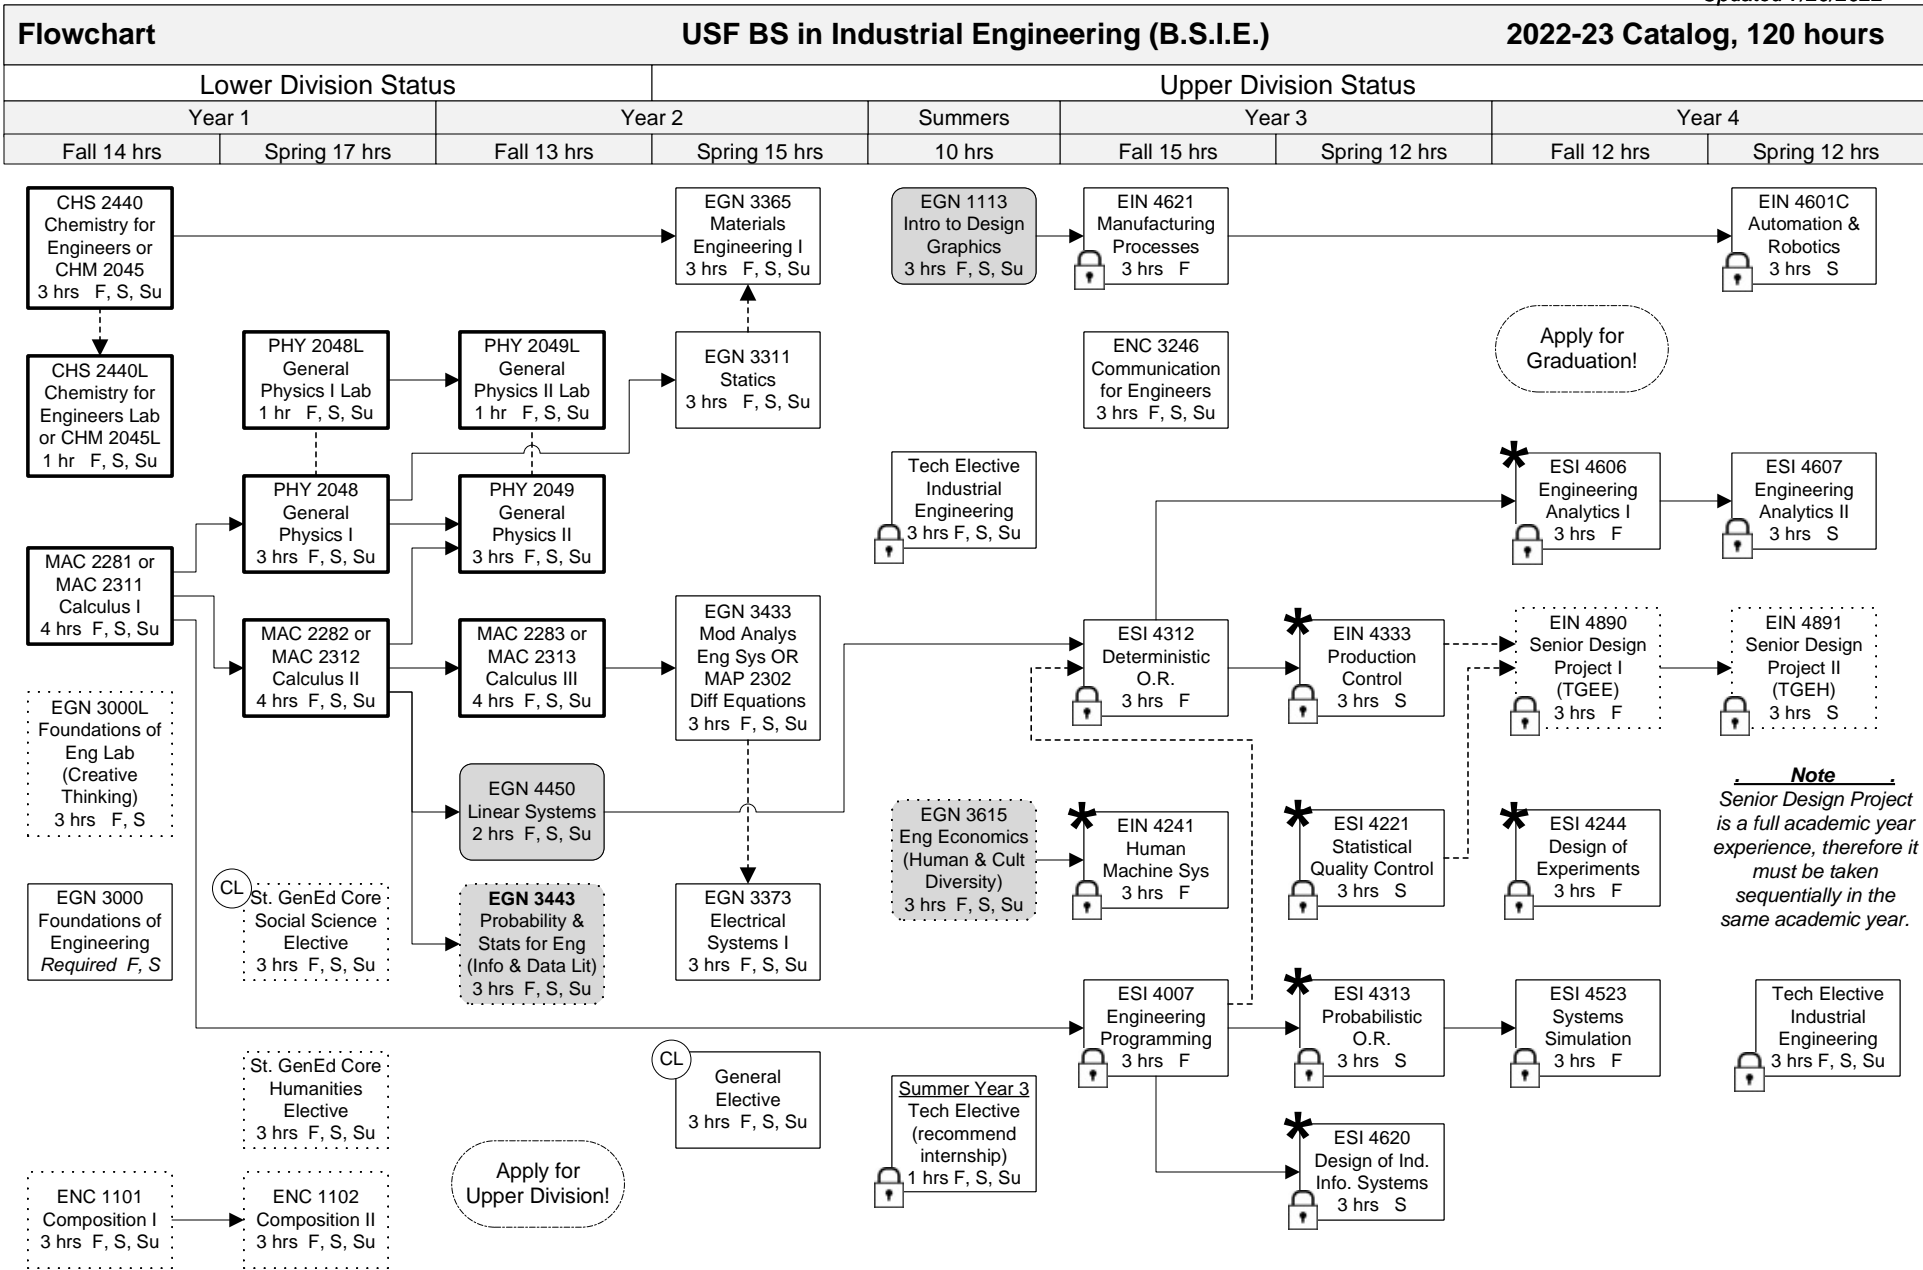 Flowchart
USF BS in Industrial Engineering (B.S.I.E.)
2022-23 Catalog, 120 hours
Lower Division Status
Upper Division Status
Year 1
Year 2
Summers
Year 3
Year 4
Fall 14 hrs
Spring 17 hrs
Fall 13 hrs
Spring 15 hrs
10 hrs
Fall 15 hrs
Spring 12 hrs
Fall 12 hrs
Spring 12 hrs
CHS 2440
Chemistry for
Engineers or
CHM 2045
3 hrs F, S, Su
CHS 2440L
Chemistry for
Engineers Lab
or CHM 2045L
1 hr F, S, Su
MAC 2281 or
MAC 2311
Calculus I
4 hrs F, S, Su
EGN 3000L
Foundations of
Eng Lab
(Creative
Thinking)
3 hrs F, S
EGN 3000
Foundations of
Engineering
Required F, S
ENC 1101
Composition I
3 hrs F, S, Su
PHY 2048L
General
Physics I Lab
1 hr F, S, Su
PHY 2048
General
Physics I
3 hrs F, S, Su
MAC 2282 or
MAC 2312
Calculus II
4 hrs F, S, Su
CL
St. GenEd Core
Social Science
Elective
3 hrs F, S, Su
St. GenEd Core
Humanities
Elective
3 hrs F, S, Su
ENC 1102
Composition II
3 hrs F, S, Su
PHY 2049L
General
Physics II Lab
1 hr F, S, Su
PHY 2049
General
Physics II
3 hrs F, S, Su
MAC 2283 or
MAC 2313
Calculus III
4 hrs F, S, Su
EGN 4450
Linear Systems
2 hrs F, S, Su
EGN 3443
Probability &
Stats for Eng
(Info & Data Lit)
3 hrs F, S, Su
Apply for
Upper Division!
EGN 3365
Materials
Engineering I
3 hrs F, S, Su
EGN 3311
Statics
3 hrs F, S, Su
EGN 3433
Mod Analys
Eng Sys OR
MAP 2302
Diff Equations
3 hrs F, S, Su
EGN 3373
Electrical
Systems I
3 hrs F, S, Su
CL
General
Elective
3 hrs F, S, Su
EGN 1113
Intro to Design
Graphics
3 hrs F, S, Su
Tech Elective
Industrial
Engineering
3 hrs F, S, Su
EGN 3615
Eng Economics
(Human & Cult
Diversity)
3 hrs F, S, Su
Summer Year 3
Tech Elective
(recommend
internship)
1 hrs F, S, Su
EIN 4621
Manufacturing
Processes
3 hrs F
ENC 3246
Communication
for Engineers
3 hrs F, S, Su
ESI 4312
Deterministic
O.R.
3 hrs F
*
EIN 4241
Human
Machine Sys
3 hrs F
ESI 4007
Engineering
Programming
3 hrs F
*
EIN 4333
Production
Control
3 hrs S
*
ESI 4221
Statistical
Quality Control
3 hrs S
*
ESI 4313
Probabilistic
O.R.
3 hrs S
*
ESI 4620
Design of Ind.
Info. Systems
3 hrs S
Apply for
Graduation!
*
ESI 4606
Engineering
Analytics I
3 hrs F
EIN 4890
Senior Design
Project I
(TGEE)
3 hrs F
*
ESI 4244
Design of
Experiments
3 hrs F
ESI 4523
Systems
Simulation
3 hrs F
EIN 4601C
Automation &
Robotics
3 hrs S
ESI 4607
Engineering
Analytics II
3 hrs S
EIN 4891
Senior Design
Project II
(TGEH)
3 hrs S
. Note .
Senior Design Project
is a full academic year
experience, therefore it
must be taken
sequentially in the
same academic year.
Tech Elective
Industrial
Engineering
3 hrs F, S, Su